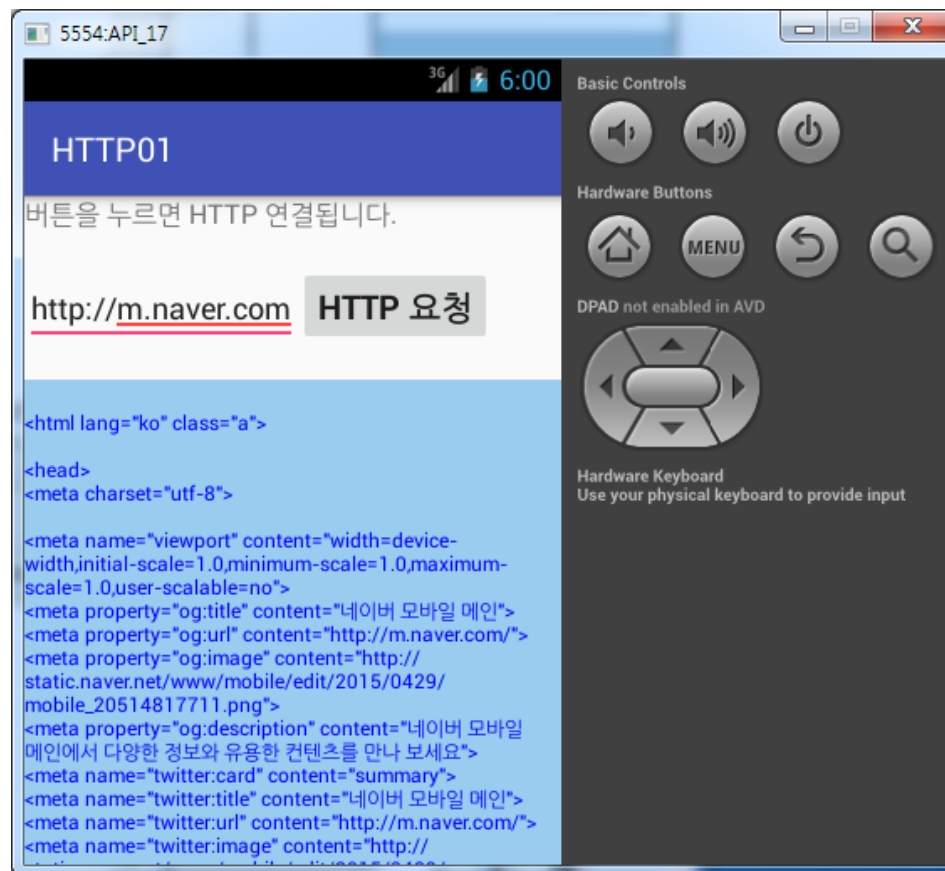 5554:API_17
3G 6:00
HTTP01
버튼을 누르면 HTTP 연결됩니다.
http://m.naver.com HTTP 요청
<html lang="ko" class="a">
<head>
<meta charset="utf-8">
<meta name="viewport" content="width=device-
width,initial-scale=1.0,minimum-scale=1.0,maximum-
scale=1.0,user-scalable=no">
<meta property="og:title" content="네이버 모바일 메인">
<meta property="og:url" content="http://m.naver.com/">
<meta property="og:image" content="http://
static.naver.net/www/mobile/edit/2015/0429/
mobile_20514817711.png">
<meta property="og:description" content="네이버 모바일
메인에서 다양한 정보와 유용한 컨텐츠를 만나 보세요">
<meta name="twitter:card" content="summary">
<meta name="twitter:title" content="네이버 모바일 메인">
<meta name="twitter:url" content="http://m.naver.com/">
<meta name="twitter:image" content="http://
Basic Controls
Hardware Buttons
MENU
DPAD not enabled in AVD
Hardware Keyboard
Use your physical keyboard to provide input